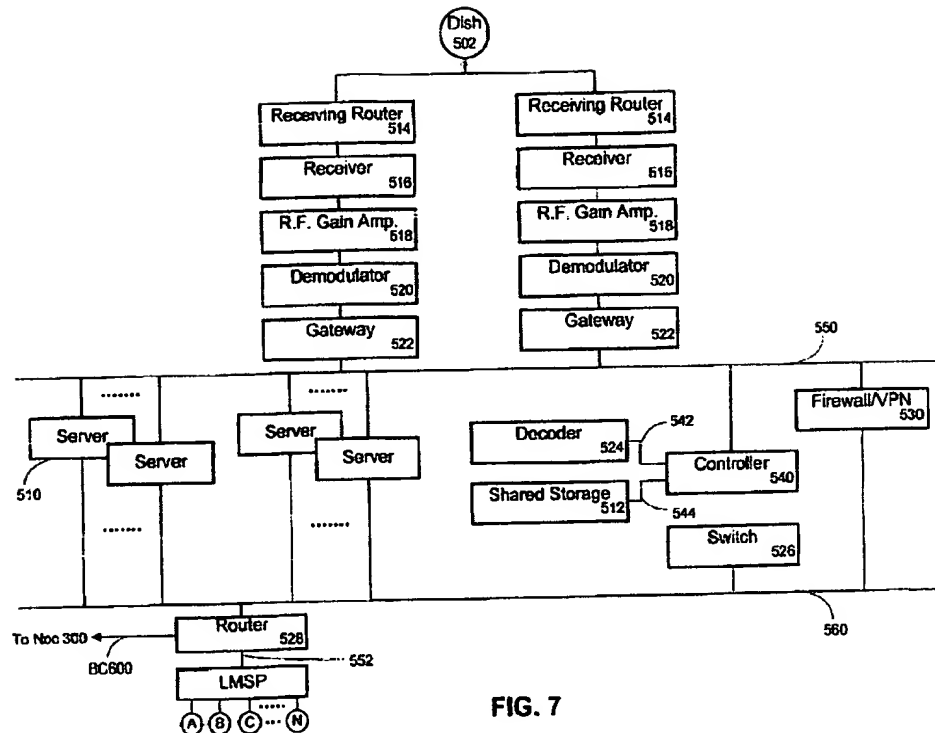 Dish
502
Receiving Router
514
Receiver
516
R.F. Gain Amp.
518
Demodulator
520
Gateway
522
Receiving Router
514
Receiver
516
R.F. Gain Amp.
518
Demodulator
520
Gateway
522
550
Server
Server
510
Server
Server
Decoder
524
542
Shared Storage
512
544
Controller
540
Firewall/VPN
530
Switch
526
560
To Noc 300
BC600
Router
528
552
LMSP
A B C N
FIG. 7